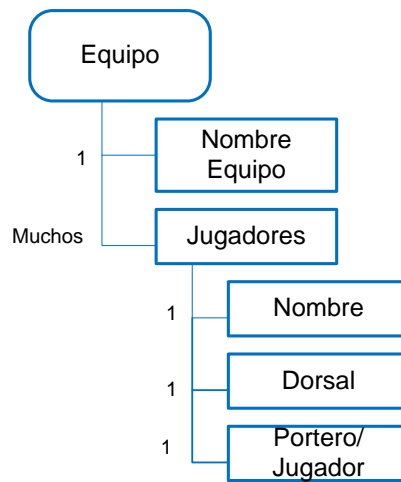 Equipo
1
Nombre
Equipo
Muchos
Jugadores
1
Nombre
1
Dorsal
1
Portero/
Jugador